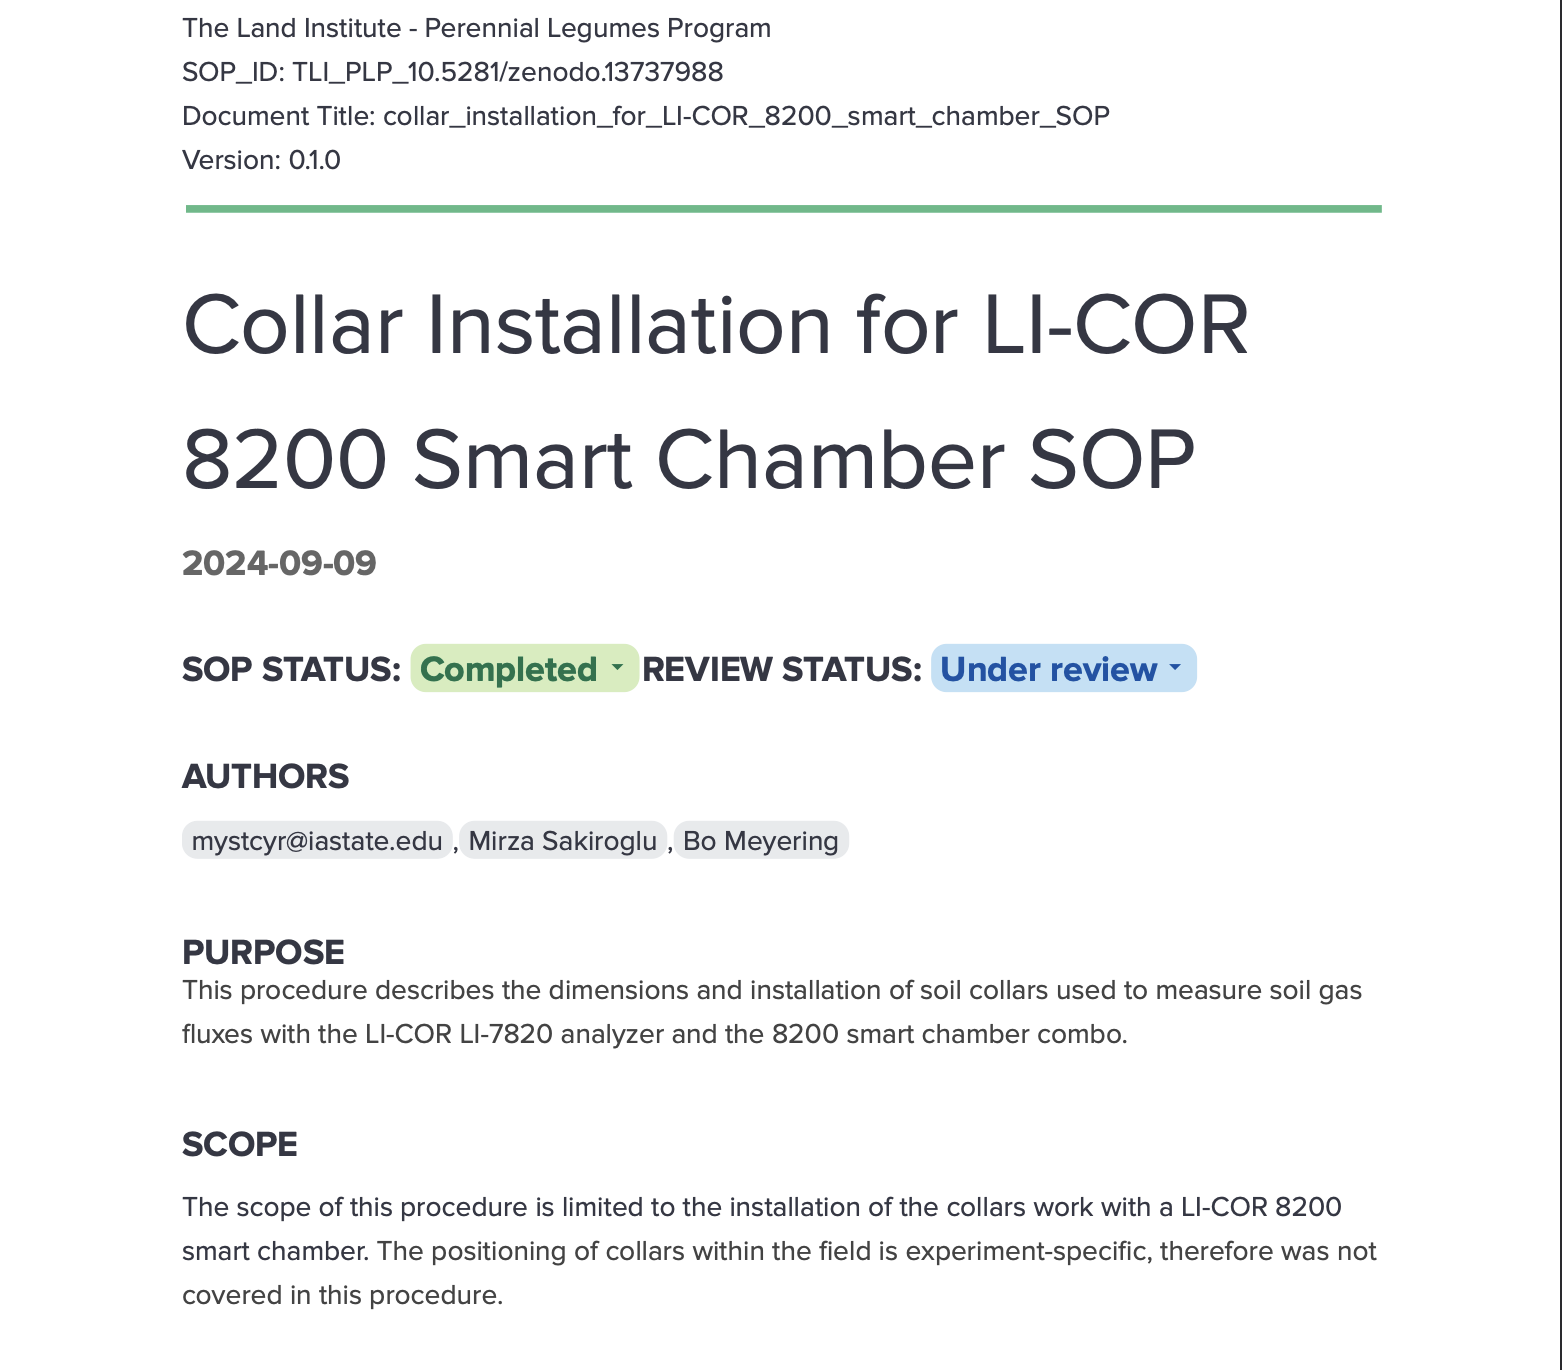 The Land Institute - Perennial Legumes Program
SOP_ID: TLI_PLP_10.5281/zenodo.13737988
Document Title: collar_installation_for_LI-COR_8200_smart_chamber_SOP
Version: 0.1.0
Collar Installation for LI-COR
8200 Smart Chamber SOP
2024-09-09
SOP STATUS: Completed REVIEW STATUS: Under review
AUTHORS
mystcyr@iastate.edu , Mirza Sakiroglu , Bo Meyering
PURPOSE
This procedure describes the dimensions and installation of soil collars used to measure soil gas
fluxes with the LI-COR LI-7820 analyzer and the 8200 smart chamber combo.
SCOPE
The scope of this procedure is limited to the installation of the collars work with a LI-COR 8200
smart chamber. The positioning of collars within the field is experiment-specific, therefore was not
covered in this procedure.